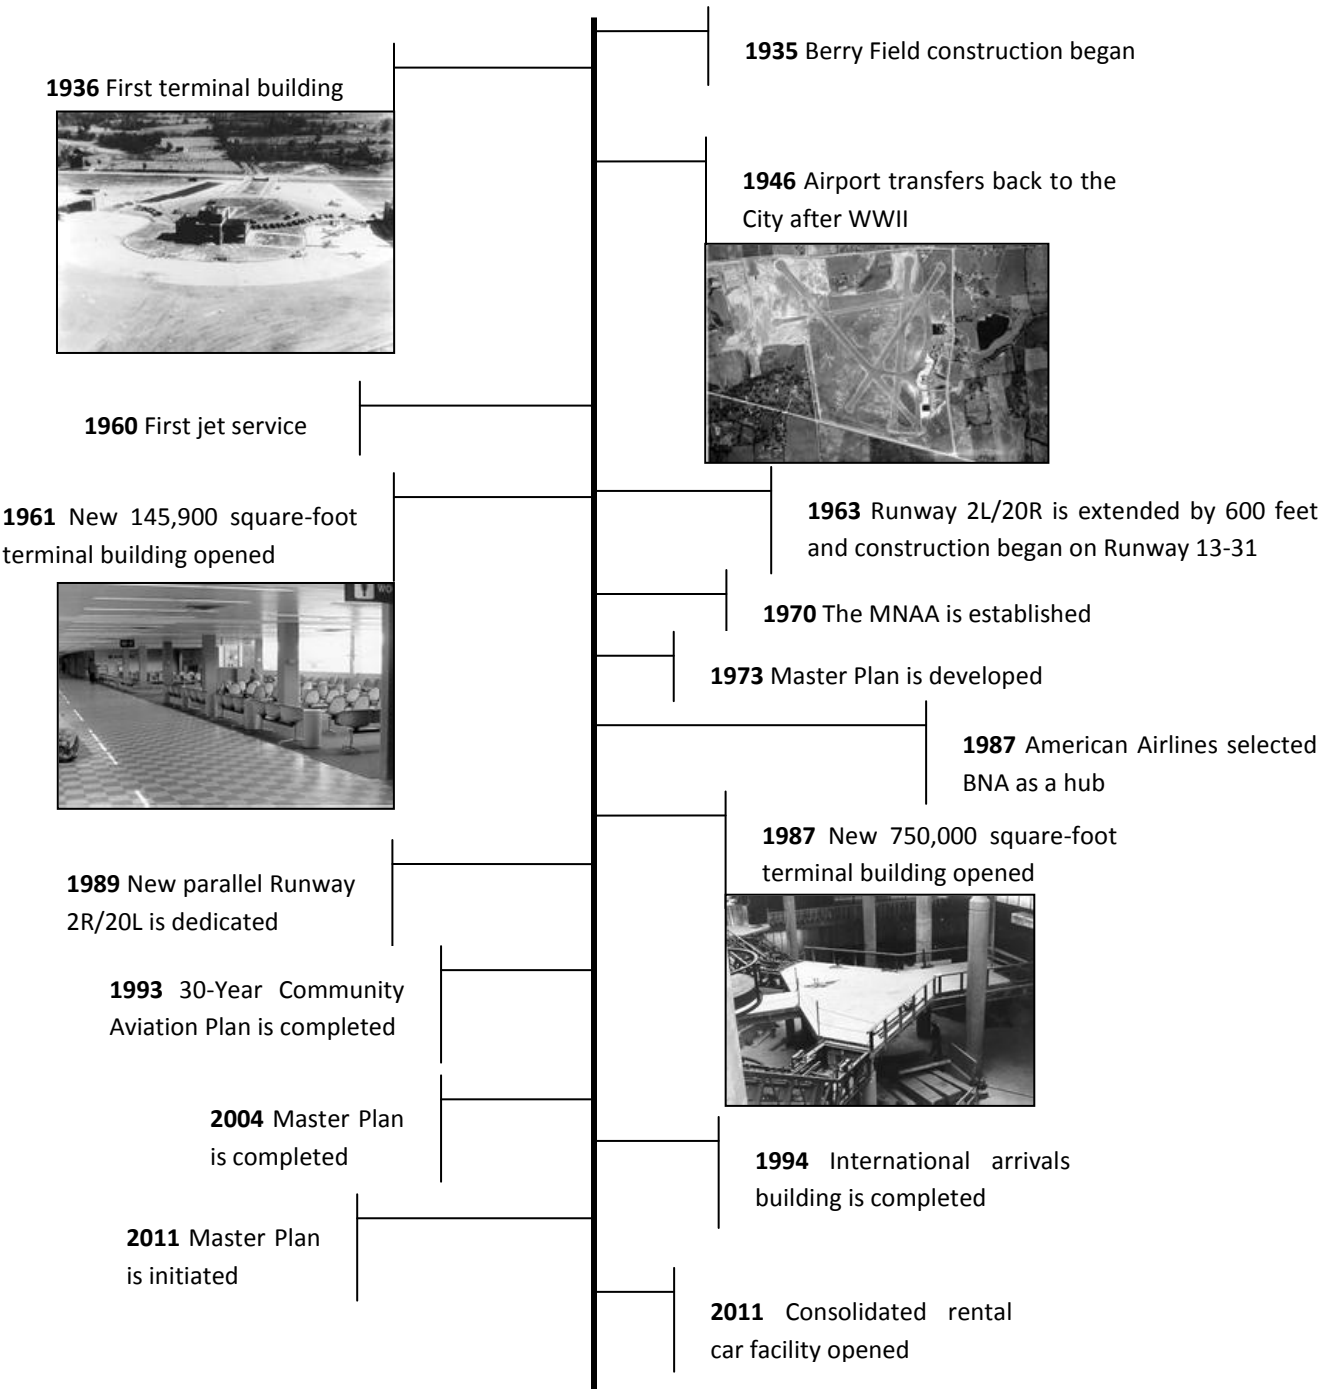 1935 Berry Field construction began
1936 First terminal building
1946 Airport transfers back to the
City after WWII
1960 First jet service
1961 New 145,900 square-foot
terminal building opened
1963 Runway 2L/20R is extended by 600 feet
and construction began on Runway 13-31
WO
1970 The MNAA is established
1973 Master Plan is developed
1987 American Airlines selected
BNA as a hub
1987 New 750,000 square-foot
terminal building opened
1989 New parallel Runway
2R/20L is dedicated
1993 30-Year Community
Aviation Plan is completed
2004 Master Plan
is completed
1994 International arrivals
building is completed
2011 Master Plan
is initiated
2011 Consolidated rental
car facility opened